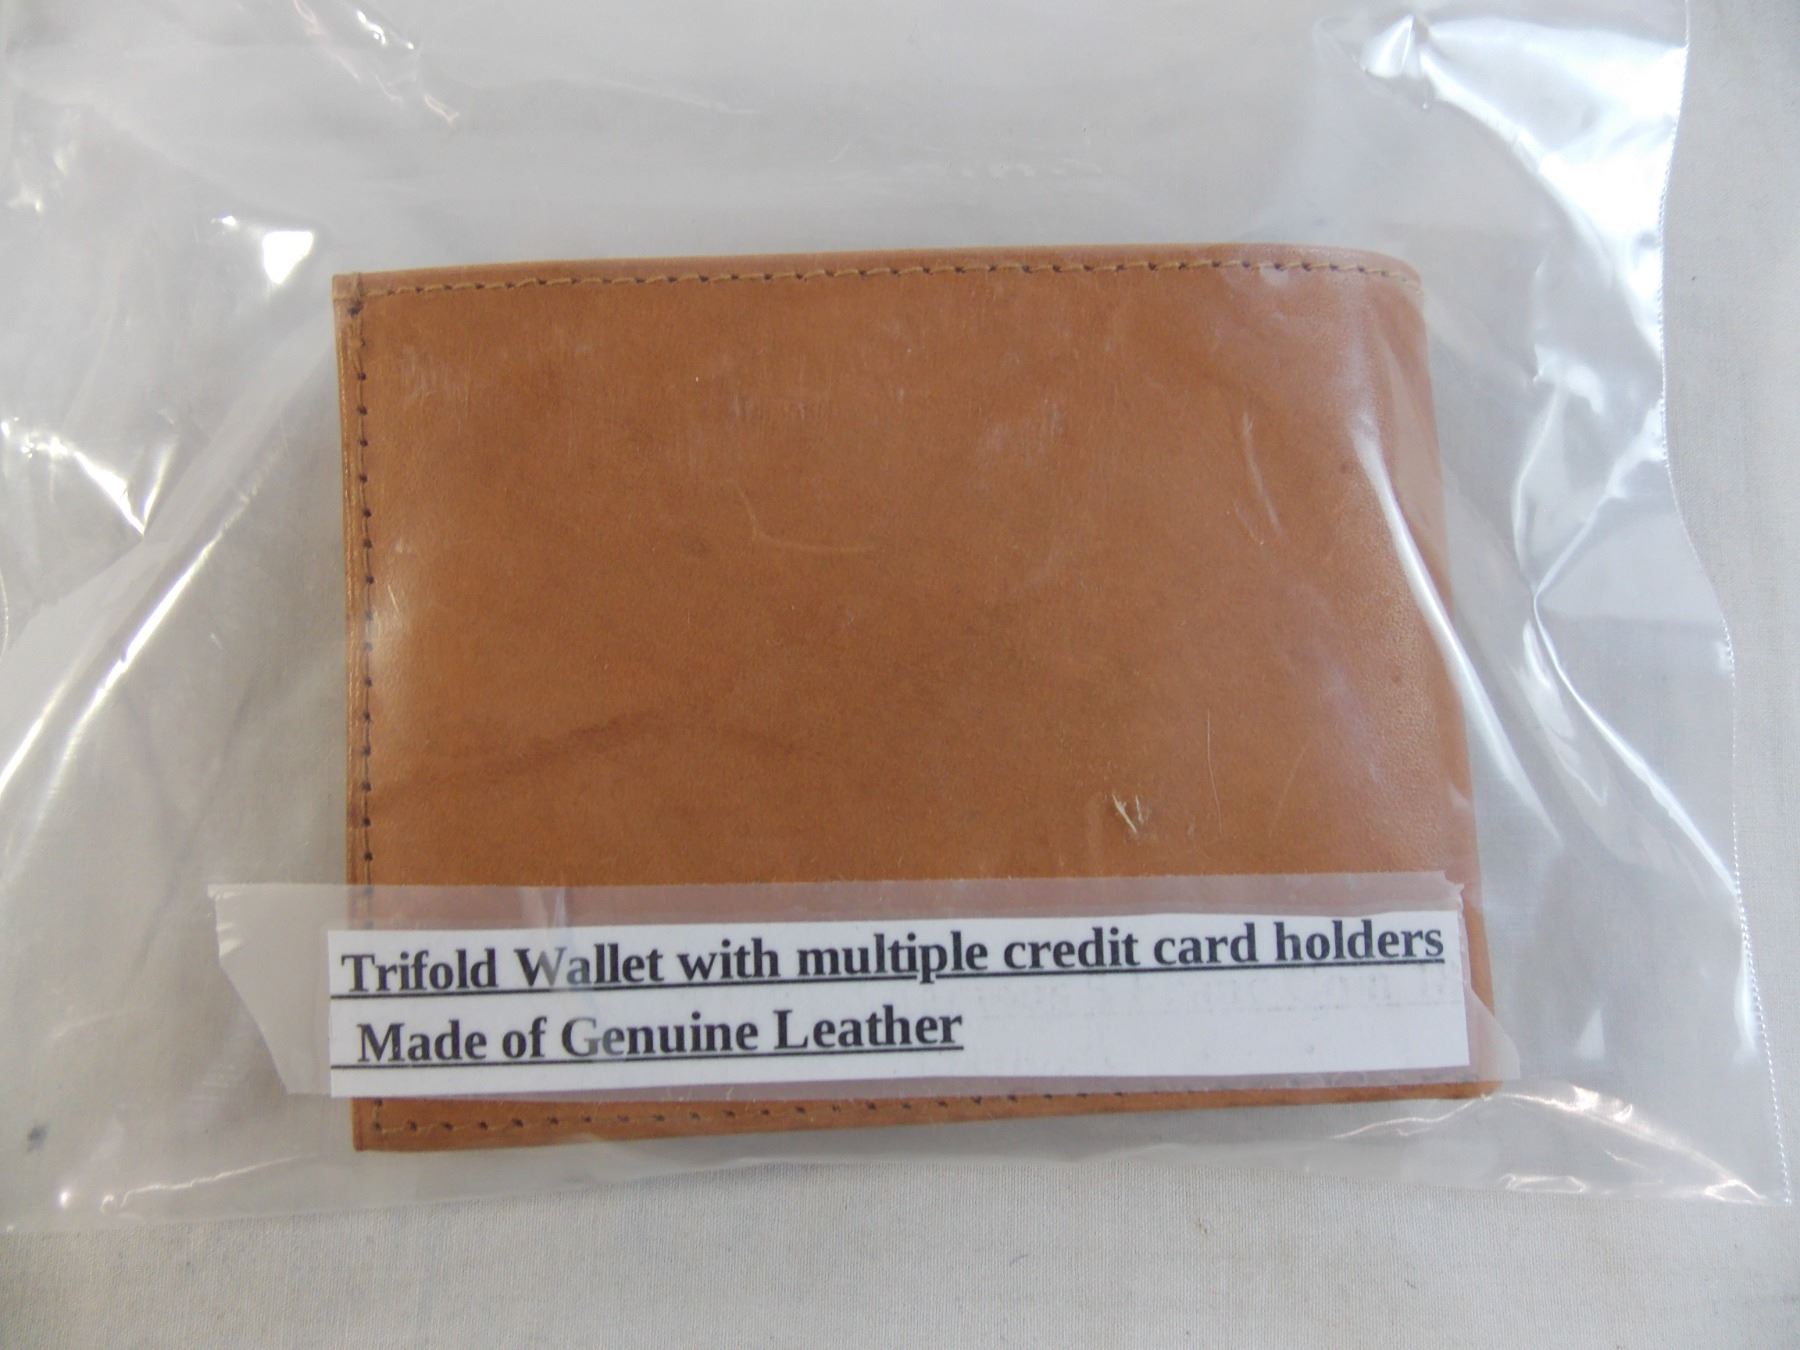 Trifold Wallet with multiple credit card holders
Made of Genuine Leather